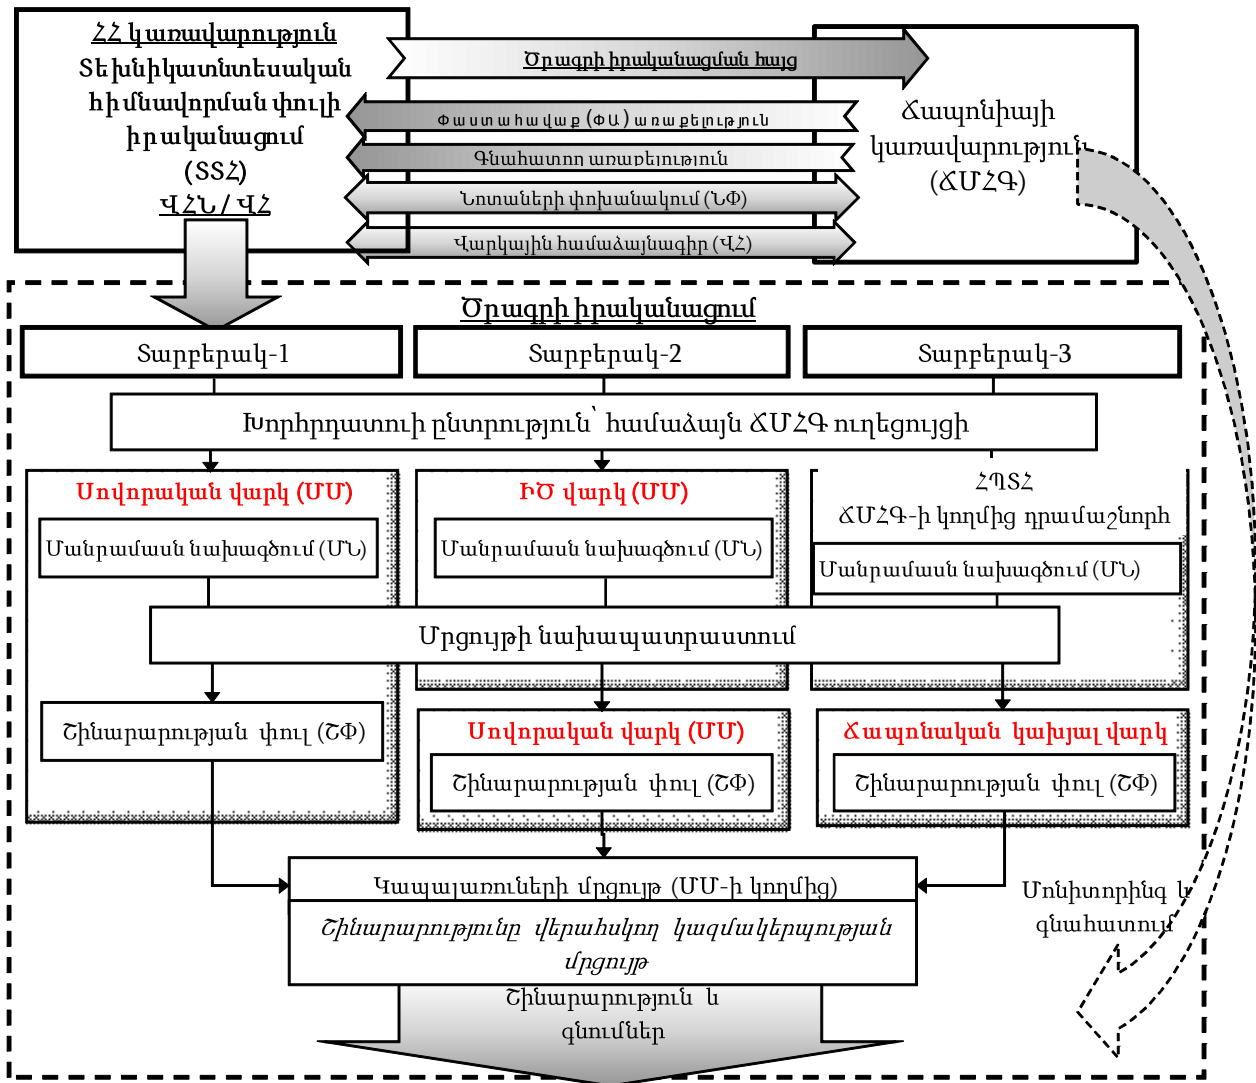 ՀՀ կառավարություն
Տեխնիկատնտեսական
հիմնավորման փուլի
իրականացում
(ՏՏՀ)
ՎՀՆ / ՎՀ
Ծրագրի իրականացման հայց
Փաստահավաք (ՓԱ) առաքելություն
Գնահատող առաքելություն
Նոտաների փոխանակում (ՆՓ)
Վարկային համաձայնագիր (ՎՀ)
Ճապոնիայի
կառավարություն
(ՃՄՀԳ)
Ծրագրի իրականացում
Տարբերակ-1
Տարբերակ-2
Տարբերակ-3
Խորհրդատուի ընտրություն՝ համաձայն ՃՄՀԳ ուղեցույցի
Սովորական վարկ (ՄՄ)
Մանրամասն նախագծում (ՄՆ)
ԻԾ վարկ (ՄՄ)
Մանրամասն նախագծում (ՄՆ)
ՀՊՏՀ
ՃՄՀԳ-ի կողմից դրամաշնորհ
Մանրամասն նախագծում (ՄՆ)
Մրցույթի նախապատրաստում
Շինարարության փուլ (ՇՓ)
Սովորական վարկ (ՄՄ)
Շինարարության փուլ (ՇՓ)
Ճապոնական կախյալ վարկ
Շինարարության փուլ (ՇՓ)
Կապալառուների մրցույթ (ՄՄ-ի կողմից)
Շինարարությունը վերահսկող կազմակերպության
մրցույթ
Շինարարություն և
գնումներ
Մոնիտորինգ և
գնահատում